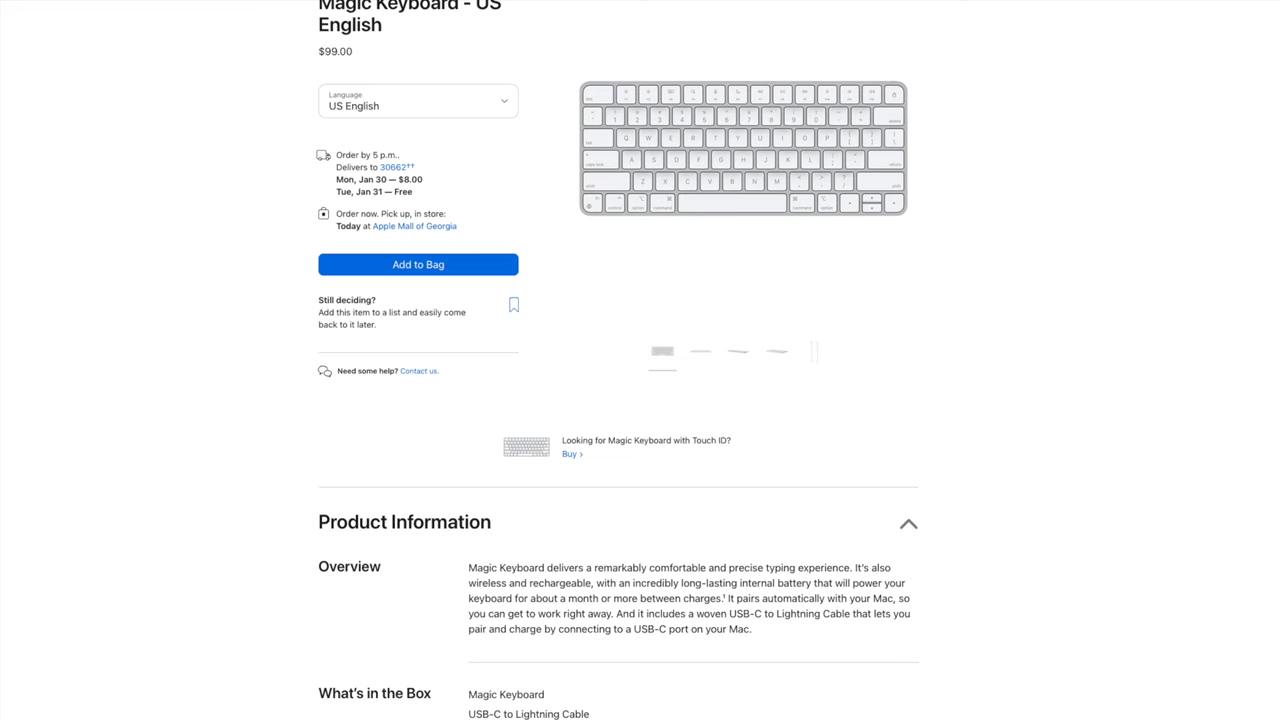 Magic Keyboard - US
English
$99.00
Language
US English
Order by 5 p.m..
Delivers to 30662††
Mon, Jan 30 — $8.00
Tue, Jan 31 — Free
Order now. Pick up, in store:
Today at Apple Mall of Georgia
Add to Bag
Still deciding?
Add this item to a list and easily come
back to it later.
Need some help? Contact us.
Looking for Magic Keyboard with Touch ID?
Buy >
Product Information
Overview
Magic Keyboard delivers a remarkably comfortable and precise typing experience. It’s also
wireless and rechargeable, with an incredibly long-lasting internal battery that will power your
keyboard for about a month or more between charges.¹ It pairs automatically with your Mac, so
you can get to work right away. And it includes a woven USB-C to Lightning Cable that lets you
pair and charge by connecting to a USB-C port on your Mac.
What’s in the Box
Magic Keyboard
USB-C to Lightning Cable